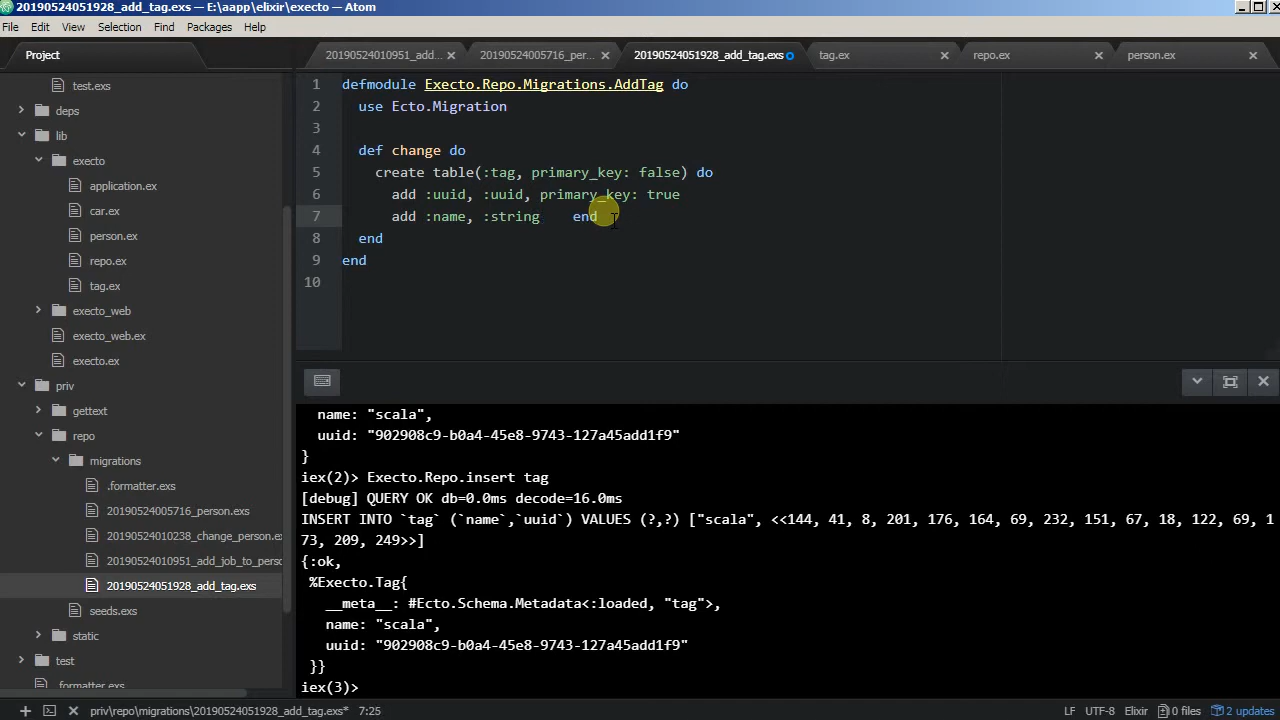 20190524051928_add_tag.exs — E:\aapp\elixir\execto — Atom
File Edit View Selection Find Packages Help
Project
20190524010951_add...
20190524005716_per...
20190524051928_add_tag.exs
tag.ex
repo.ex
person.ex
test.exs
deps
lib
execto
application.ex
car.ex
person.ex
repo.ex
tag.ex
execto_web
execto_web.ex
execto.ex
priv
gettext
repo
migrations
.formatter.exs
20190524005716_person.exs
20190524010238_change_person.ex
20190524010951_add_job_to_perso
20190524051928_add_tag.exs
seeds.exs
static
test
.formatter.exs
1 defmodule Execto.Repo.Migrations.AddTag do
2 use Ecto.Migration
3
4 def change do
5 create table(:tag, primary_key: false) do
6 add :uuid, :uuid, primary_key: true
7 add :name, :string    end
8 end
9 end
10
name: "scala",
uuid: "902908c9-b0a4-45e8-9743-127a45add1f9"
}
iex(2)> Execto.Repo.insert tag
[debug] QUERY OK db=0.0ms decode=16.0ms
INSERT INTO `tag` (`name`,`uuid`) VALUES (?,?) ["scala", <<144, 41, 8, 201, 176, 164, 69, 232, 151, 67, 18, 122, 69, 1
73, 209, 249>>]
{:ok,
%Execto.Tag{
__meta__: #Ecto.Schema.Metadata<:loaded, "tag">,
name: "scala",
uuid: "902908c9-b0a4-45e8-9743-127a45add1f9"
}}
iex(3)>
priv\repo\migrations\20190524051928_add_tag.exs* 7:25
LF UTF-8 Elixir 0 files 2 updates